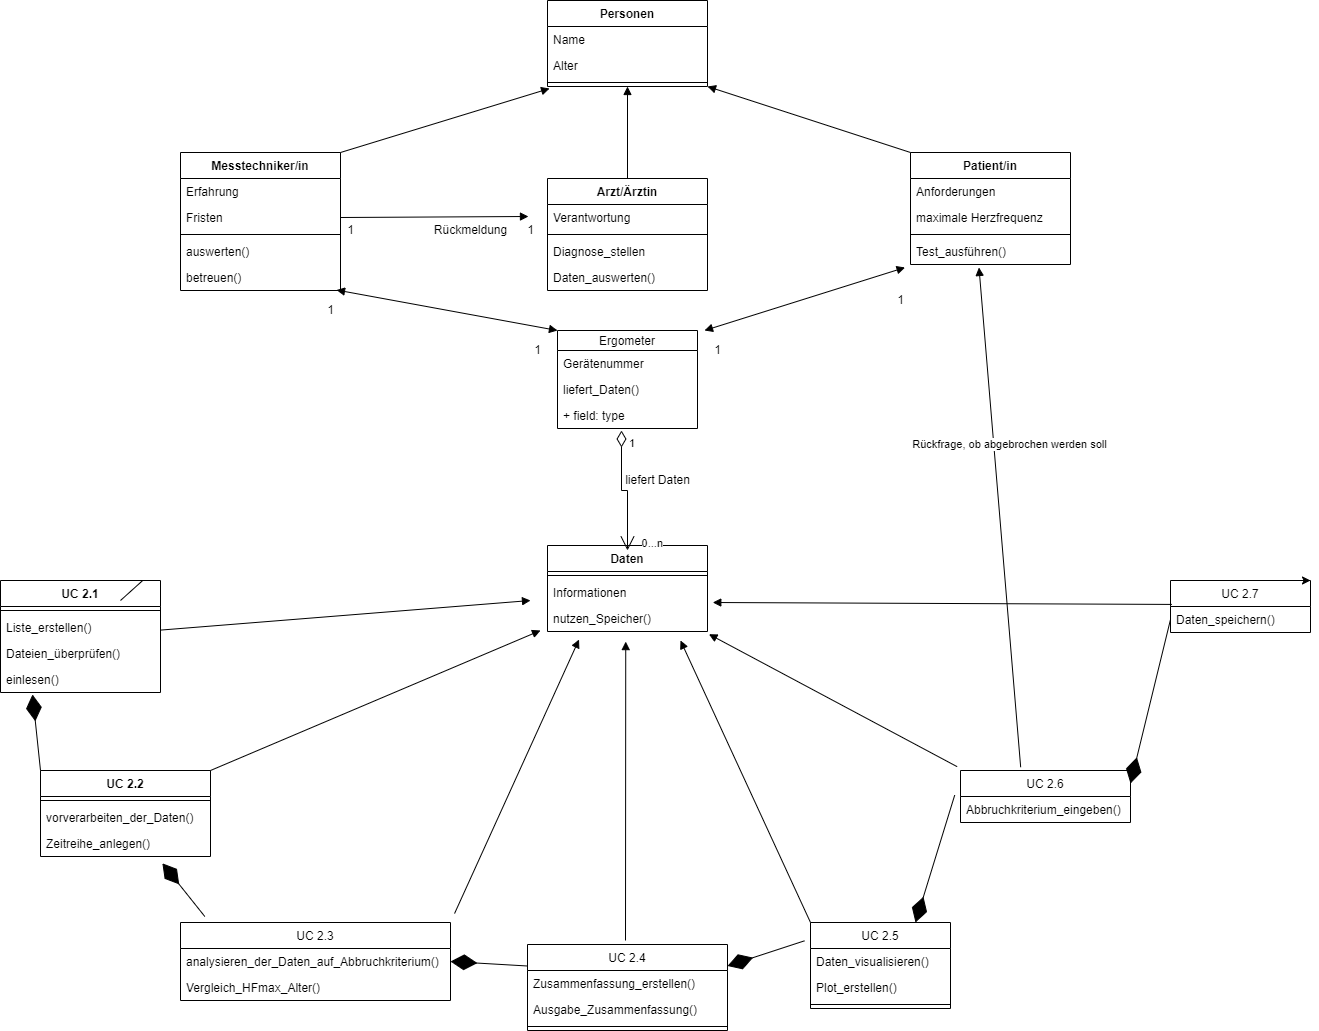 Personen
Name
Alter
Messtechniker/in
Erfahrung
Fristen
auswerten()
betreuen()
Arzt/Ärztin
Verantwortung
Diagnose_stellen
Daten_auswerten()
Patient/in
Anforderungen
maximale Herzfrequenz
Test_ausführen()
1
Rückmeldung
1
1
1
1
1
Ergometer
Gerätenummer
liefert_Daten()
+ field: type
1
liefert Daten
0...n
Rückfrage, ob abgebrochen werden soll
Daten
Informationen
nutzen_Speicher()
UC 2.1
Liste_erstellen()
Dateien_überprüfen()
einlesen()
UC 2.7
Daten_speichern()
UC 2.2
vorverarbeiten_der_Daten()
Zeitreihe_anlegen()
UC 2.6
Abbruchkriterium_eingeben()
UC 2.3
analysieren_der_Daten_auf_Abbruchkriterium()
Vergleich_HFmax_Alter()
UC 2.4
Zusammenfassung_erstellen()
Ausgabe_Zusammenfassung()
UC 2.5
Daten_visualisieren()
Plot_erstellen()